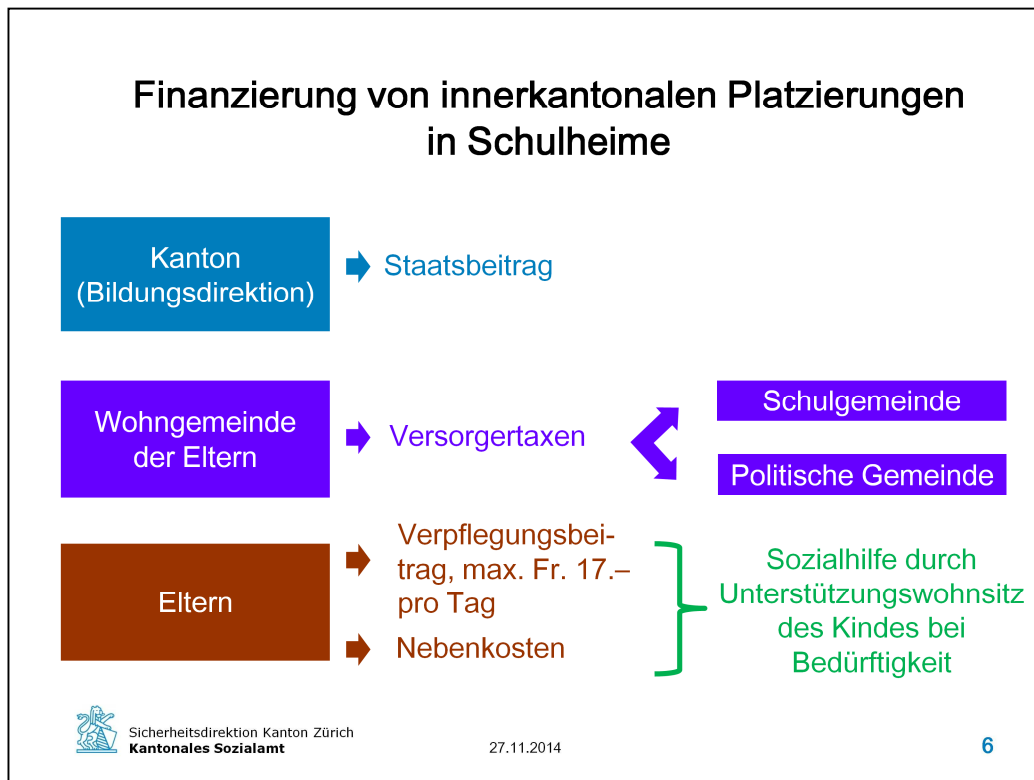 Finanzierung von innerkantonalen Platzierungen
in Schulheime
Kanton
(Bildungsdirektion)
Staatsbeitrag
Wohngemeinde
der Eltern
Versorgertaxen
Schulgemeinde
Politische Gemeinde
Eltern
Verpflegungsbei-
trag, max. Fr. 17.–
pro Tag
Nebenkosten
Sozialhilfe durch
Unterstützungswohnsitz
des Kindes bei
Bedürftigkeit
Sicherheitsdirektion Kanton Zürich
Kantonales Sozialamt
27.11.2014
6